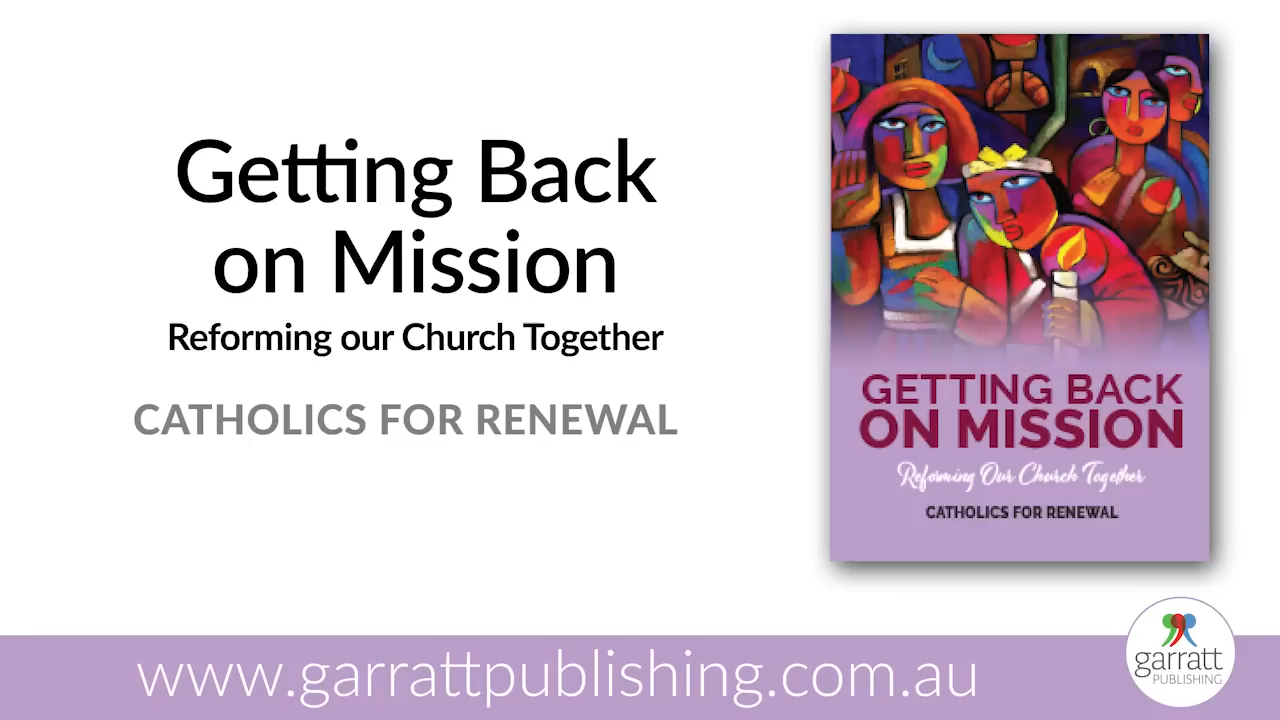 Getting Back
on Mission
Reforming our Church Together
CATHOLICS FOR RENEWAL
GETTING BACK
ON MISSION
Reforming Our Church Together
CATHOLICS FOR RENEWAL
www.garrattpublishing.com.au
garratt
PUBLISHING